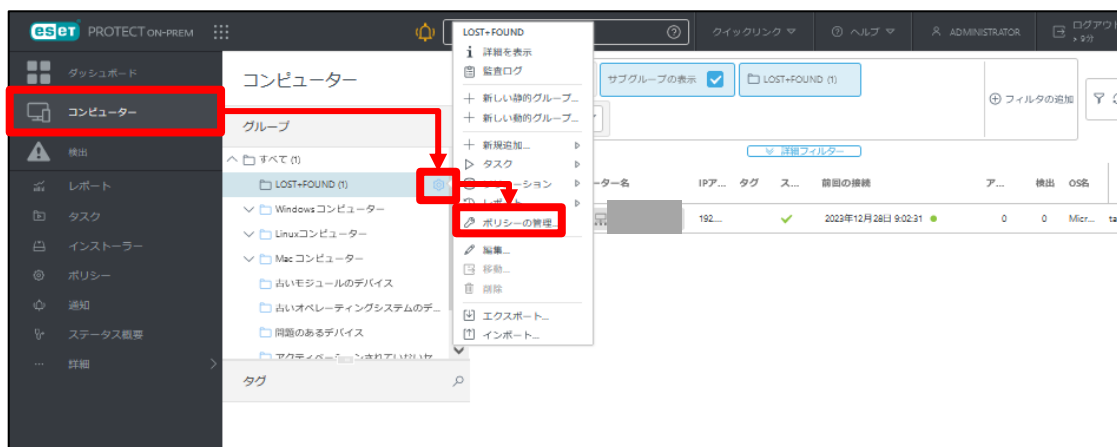 eset PROTECT ON-PREM
クイックリンク
ヘルプ
ADMINISTRATOR
ログアウト
> 9分
ダッシュボード
コンピューター
検出
レポート
タスク
インストーラー
ポリシー
通知
ステータス概要
詳細
コンピューター
グループ
すべて (1)
LOST+FOUND (1)
Windowsコンピューター
Linuxコンピューター
Mac コンピューター
古いモジュールのデバイス
古いオペレーティングシステムのデ...
問題のあるデバイス
タグ
LOST+FOUND
詳細を表示
監査ログ
新しい静的グループ...
新しい動的グループ...
新規追加...
タスク
レポート
ポリシーの管理...
編集...
移動...
削除
エクスポート...
インポート...
サブグループの表示
LOST+FOUND (1)
フィルタの追加
詳細フィルター
ーター名 IPア... タグ ス... 前回の接続 ア... 検出 OS名
192.... 2023年12月28日 9:02:31 0 0 Micr... ta